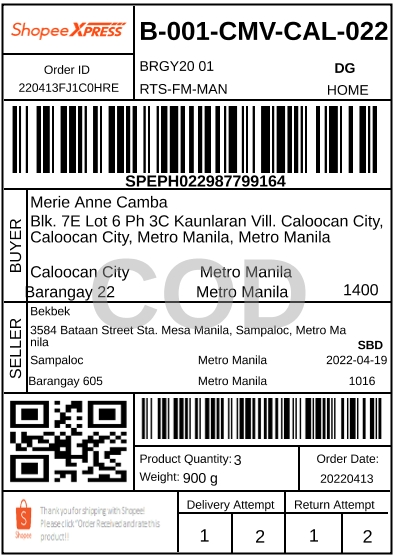 Shopee XPRESS
B-001-CMV-CAL-022
Order ID
220413FJ1C0HRE
BRGY20 01
DG
RTS-FM-MAN
HOME
SPEPH022987799164
BUYER
Merie Anne Camba
Blk. 7E Lot 6 Ph 3C Kaunlaran Vill. Caloocan City,
Caloocan City, Metro Manila, Metro Manila
COD
Caloocan City Metro Manila
Barangay 22 Metro Manila 1400
SELLER
Bekbek
3584 Bataan Street Sta. Mesa Manila, Sampaloc, Metro Ma
nila
SBD
Sampaloc Metro Manila 2022-04-19
Barangay 605 Metro Manila 1016
Product Quantity: 3
Weight: 900 g
Order Date:
20220413
Shopee
Thank you for shipping with Shopee!
Please click "Order Received and rate this
product!!
Delivery Attempt
Return Attempt
1 2 1 2